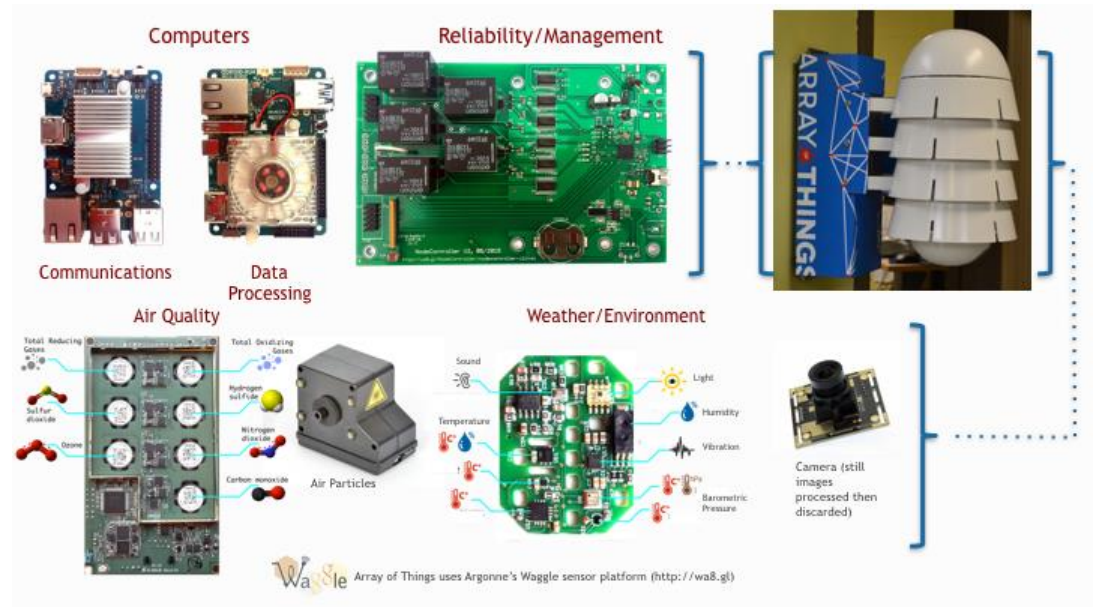 Computers
Reliability/Management
ARRAY OF THINGS
Communications
Data
Processing
Air Quality
Weather/Environment
Total Reducing
Gases
Total Oxidizing
Gases
Sulfur
dioxide
Hydrogen
sulfide
Ozone
Nitrogen
dioxide
Carbon monoxide
Air Particles
Sound
Light
Temperature
Humidity
Vibration
Barometric
Pressure
Camera (still
images
processed then
discarded)
Waggle
Array of Things uses Argonne's Waggle sensor platform (http://wa8.gl)